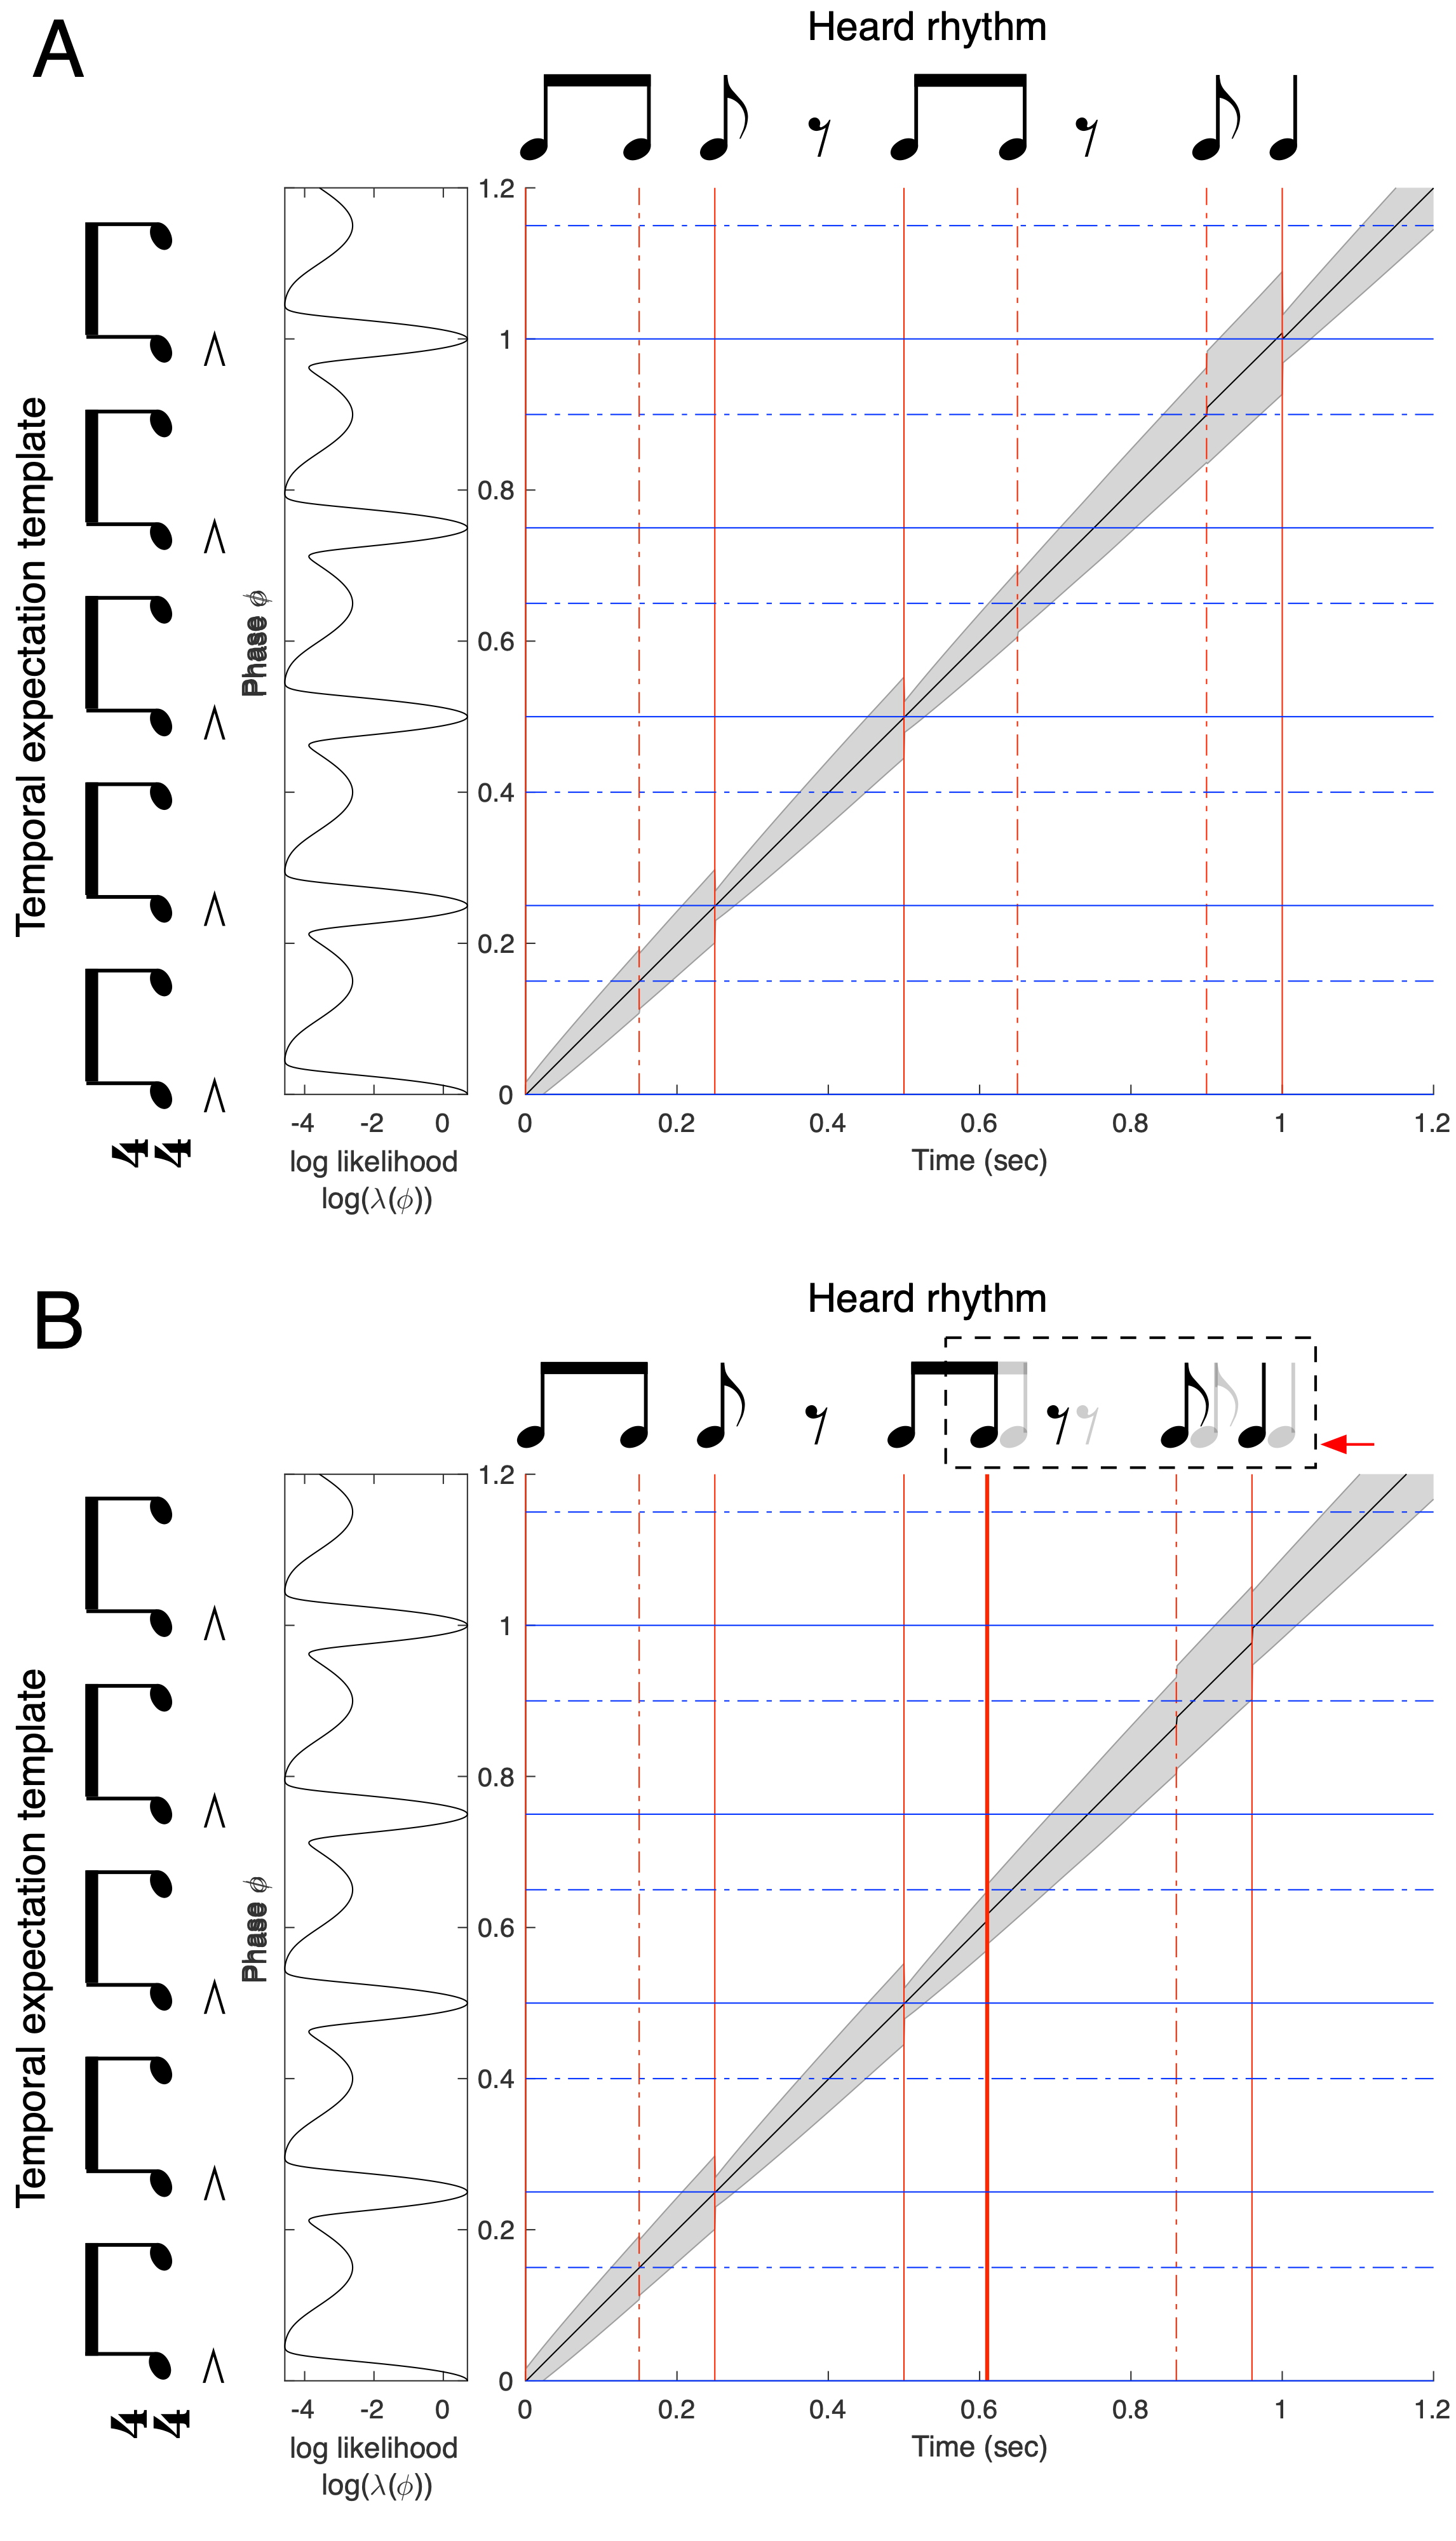 A
Heard rhythm
Temporal expectation template
4
4
Phase ϕ
-4 -2 0
log likelihood
log(λ(ϕ))
1.2
1
0.8
0.6
0.4
0.2
0
0 0.2 0.4 0.6 0.8 1 1.2
Time (sec)
B
Heard rhythm
Temporal expectation template
4
4
Phase ϕ
-4 -2 0
log likelihood
log(λ(ϕ))
1.2
1
0.8
0.6
0.4
0.2
0
0 0.2 0.4 0.6 0.8 1 1.2
Time (sec)